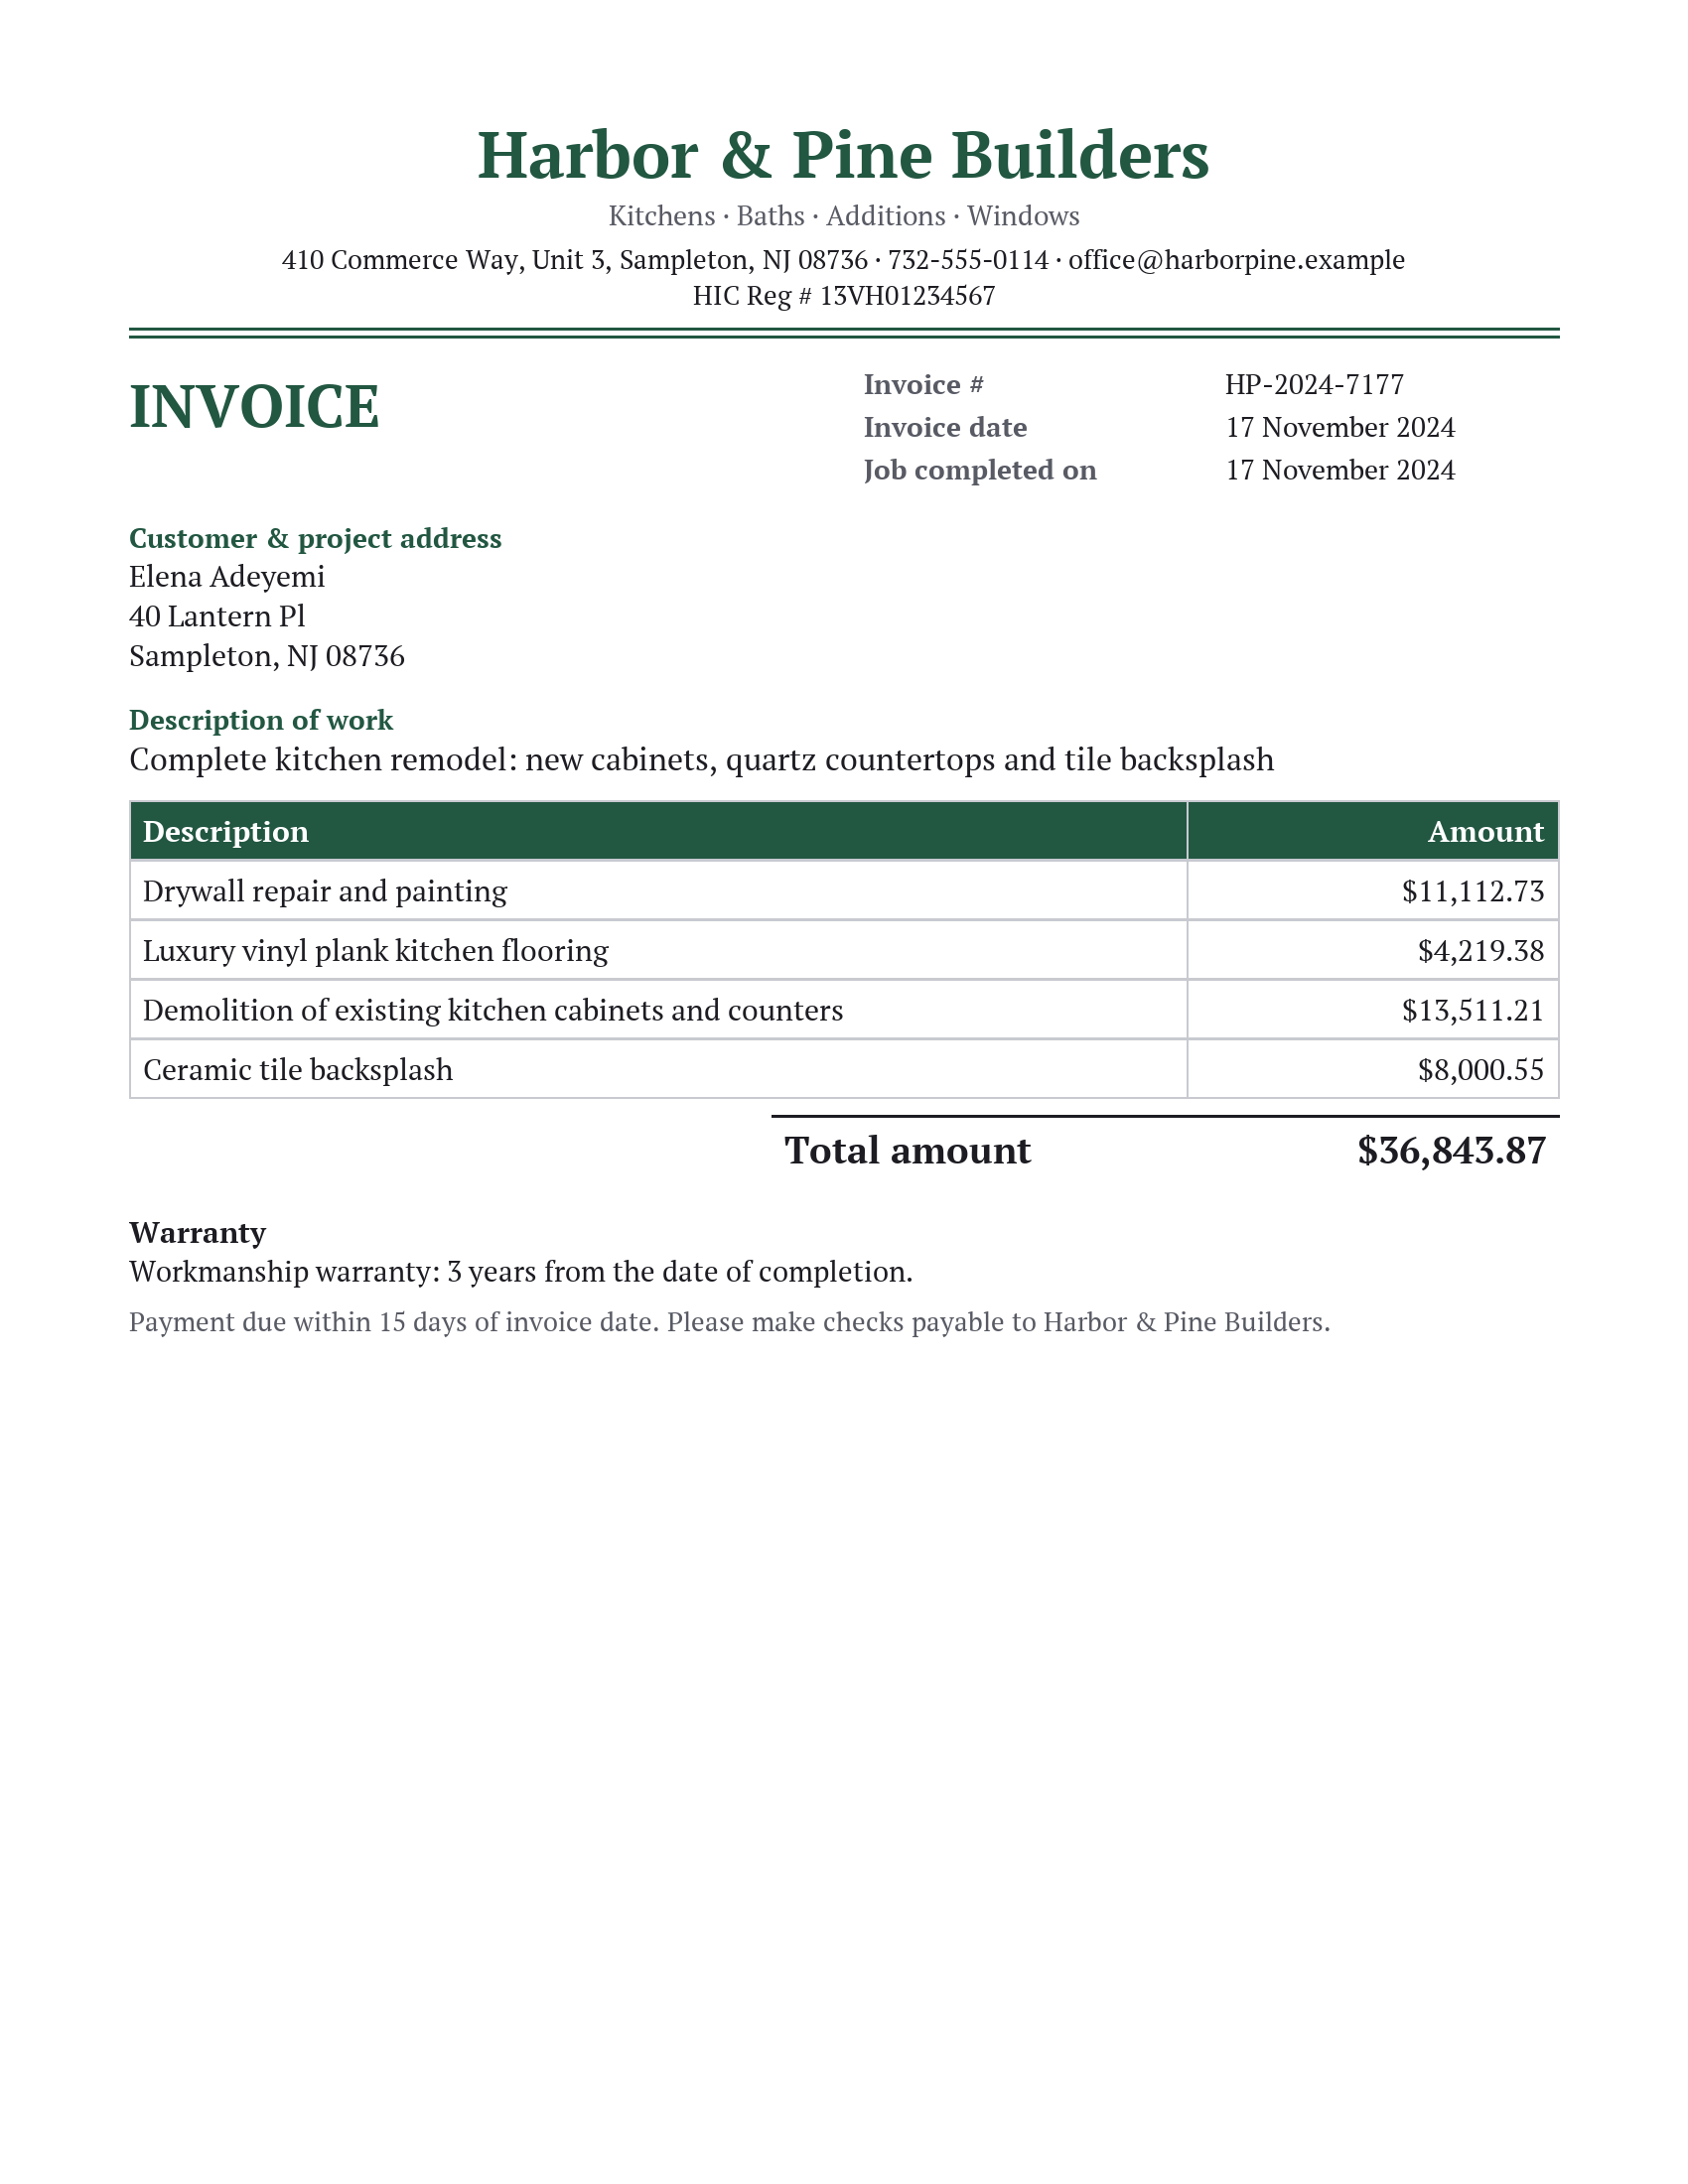 Harbor & Pine Builders
Kitchens · Baths · Additions · Windows
410 Commerce Way, Unit 3, Sampleton, NJ 08736 · 732-555-0114 · office@harborpine.example
HIC Reg # 13VH01234567
INVOICE
Invoice # HP-2024-7177
Invoice date 17 November 2024
Job completed on 17 November 2024
Customer & project address
Elena Adeyemi
40 Lantern Pl
Sampleton, NJ 08736
Description of work
Complete kitchen remodel: new cabinets, quartz countertops and tile backsplash
Description Amount
Drywall repair and painting $11,112.73
Luxury vinyl plank kitchen flooring $4,219.38
Demolition of existing kitchen cabinets and counters $13,511.21
Ceramic tile backsplash $8,000.55
Total amount $36,843.87
Warranty
Workmanship warranty: 3 years from the date of completion.
Payment due within 15 days of invoice date. Please make checks payable to Harbor & Pine Builders.